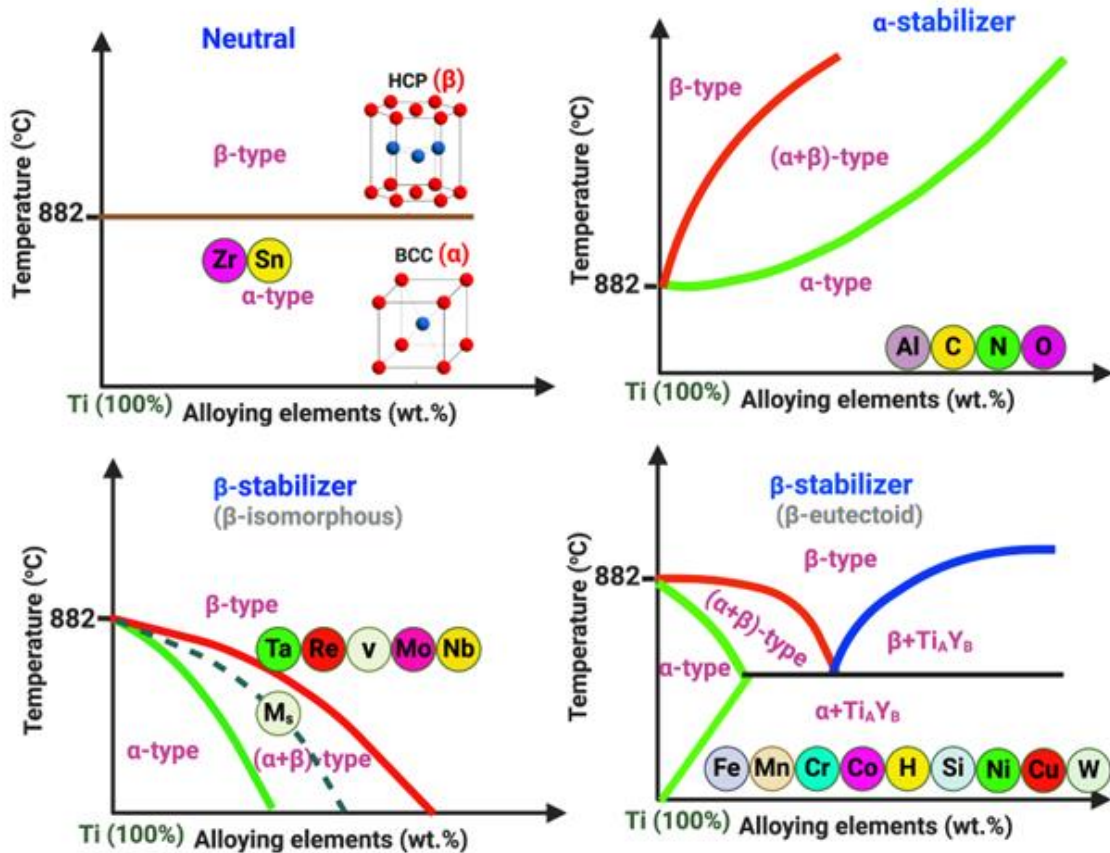 Neutral
Temperature (°C)
HCP (β)
β-type
882
Zr Sn
BCC (α)
α-type
Ti (100%) Alloying elements (wt.%)
α-stabilizer
Temperature (°C)
β-type
(α+β)-type
882
α-type
Al C N O
Ti (100%) Alloying elements (wt.%)
β-stabilizer
(β-isomorphous)
Temperature (°C)
882
β-type
Ta Re v Mo Nb
Ms
α-type (α+β)-type
Ti (100%) Alloying elements (wt.%)
β-stabilizer
(β-eutectoid)
Temperature (°C)
β-type
882
(α+β)-type
β+TiAYB
α-type
α+TiAYB
Fe Mn Cr Co H Si Ni Cu W
Ti (100%) Alloying elements (wt.%)